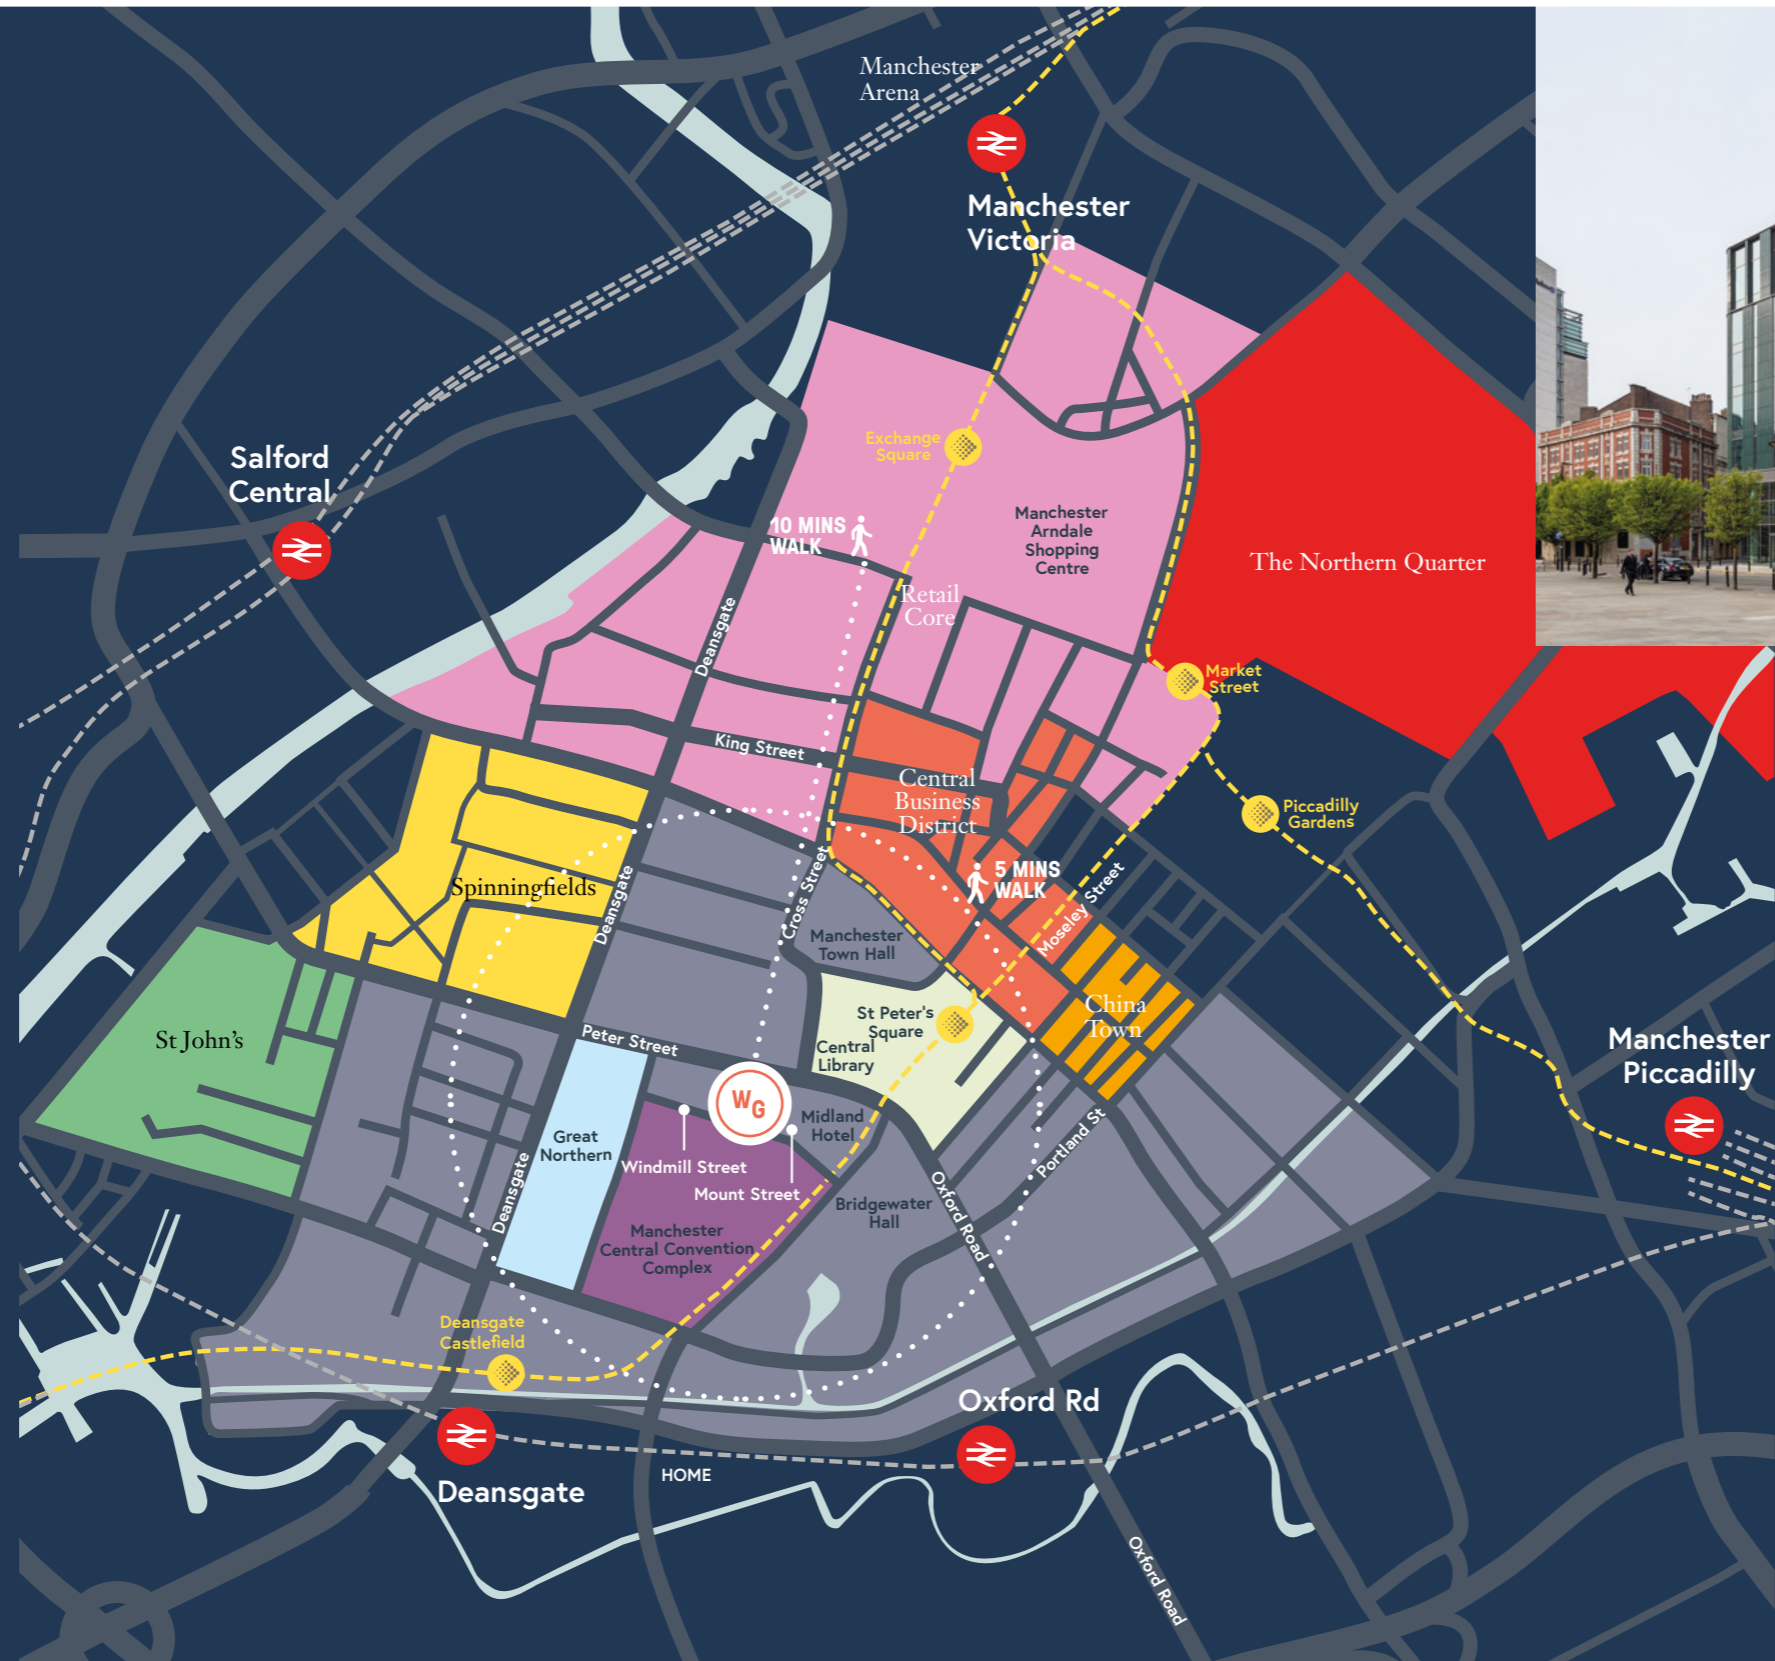 Manchester
Arena
Manchester
Victoria
Salford
Central
Exchange
Square
10 MINS
WALK
Manchester
Arndale
Shopping
Centre
The Northern Quarter
Retail
Core
Deansgate
Market
Street
King Street
Central
Business
District
Piccadilly
Gardens
5 MINS
WALK
Spinningfields
Deansgate
Cross Street
Moseley Street
Manchester
Town Hall
St Peter's
Square
China
Town
St John's
Peter Street
Central
Library
Manchester
Piccadilly
WG
Midland
Hotel
Great
Northern
Windmill Street
Mount Street
Portland St
Deansgate
Bridgewater
Hall
Oxford Road
Manchester
Central Convention
Complex
Deansgate
Castlefield
Oxford Rd
HOME
Deansgate
Oxford Road